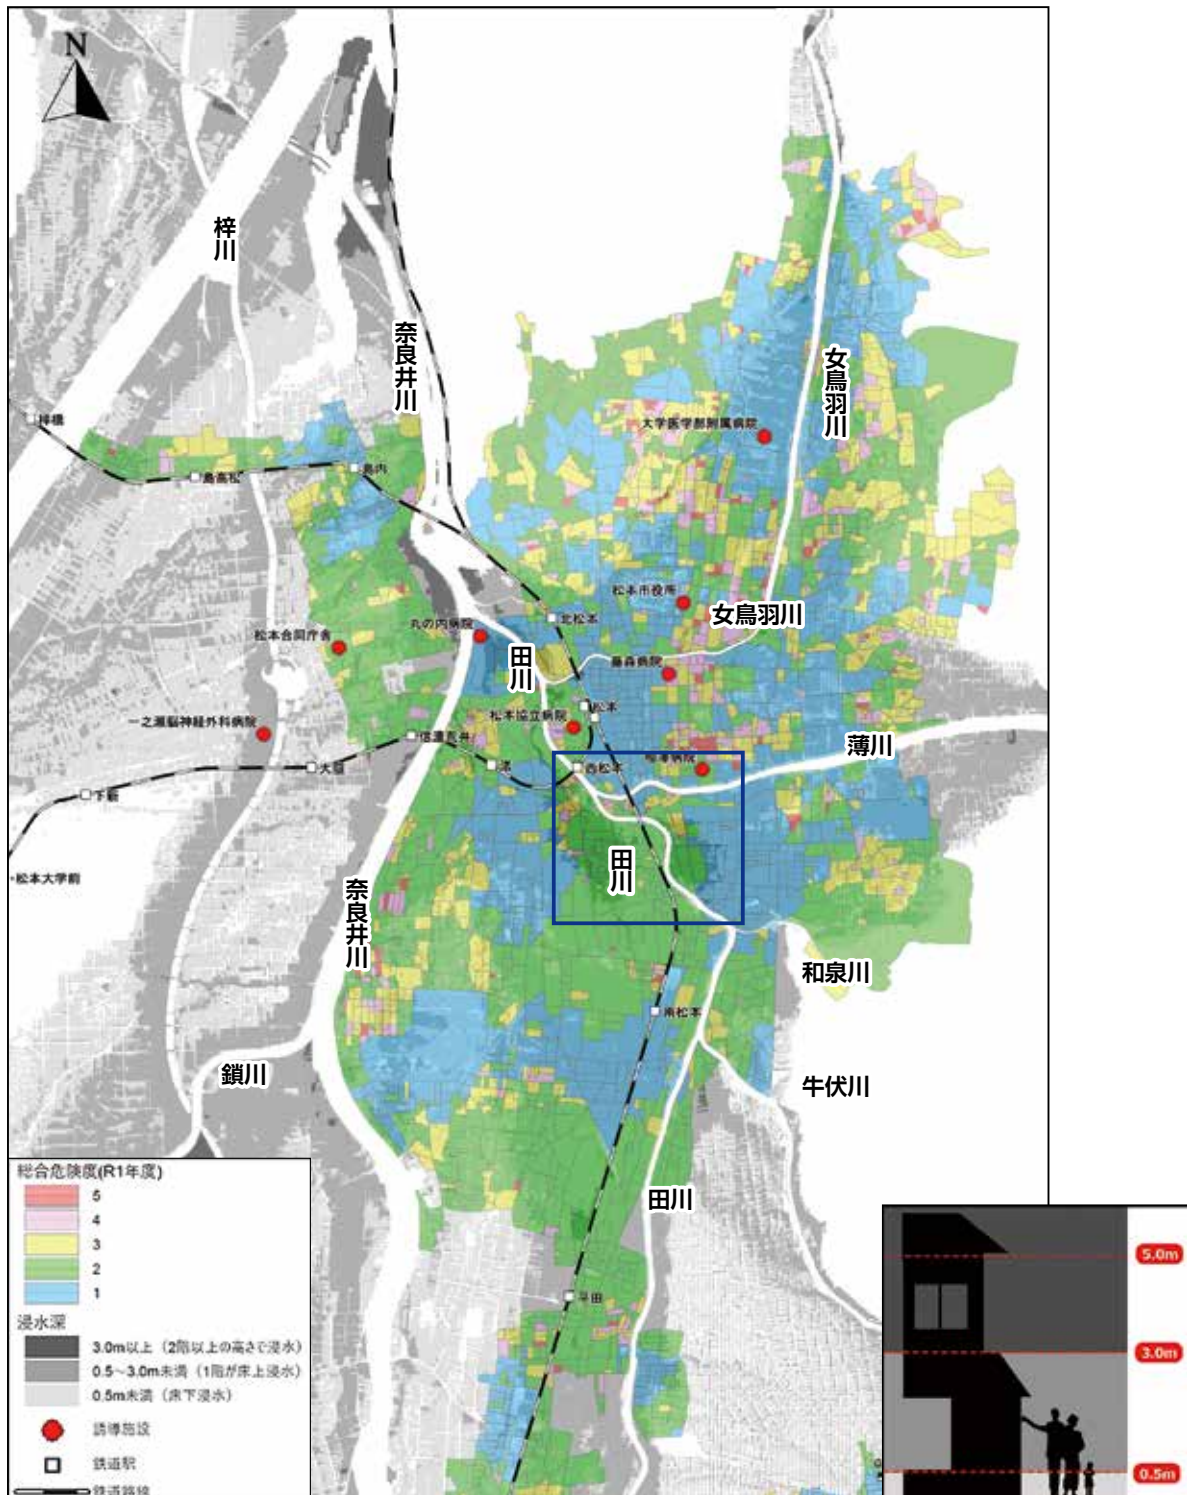 N
梓川
奈良井川
女鳥羽川
大学医学部附属病院
梓橋
島高松
島内
松本市役所
女鳥羽川
北松本
丸の内病院
松本合同庁舎
田川
藤森病院
松本
松本協立病院
一之瀬脳神経外科病院
信濃荒井
渚
薄川
相澤病院
西松本
大庭
下新
田川
松本大学前
奈良井川
和泉川
南松本
鎖川
牛伏川
田川
平田
総合危険度(R1年度)
5
4
3
2
1
浸水深
3.0m以上(2階以上の高さで浸水)
0.5~3.0m未満(1階が床上浸水)
0.5m未満(床下浸水)
誘導施設
鉄道駅
鉄道路線
5.0m
3.0m
0.5m